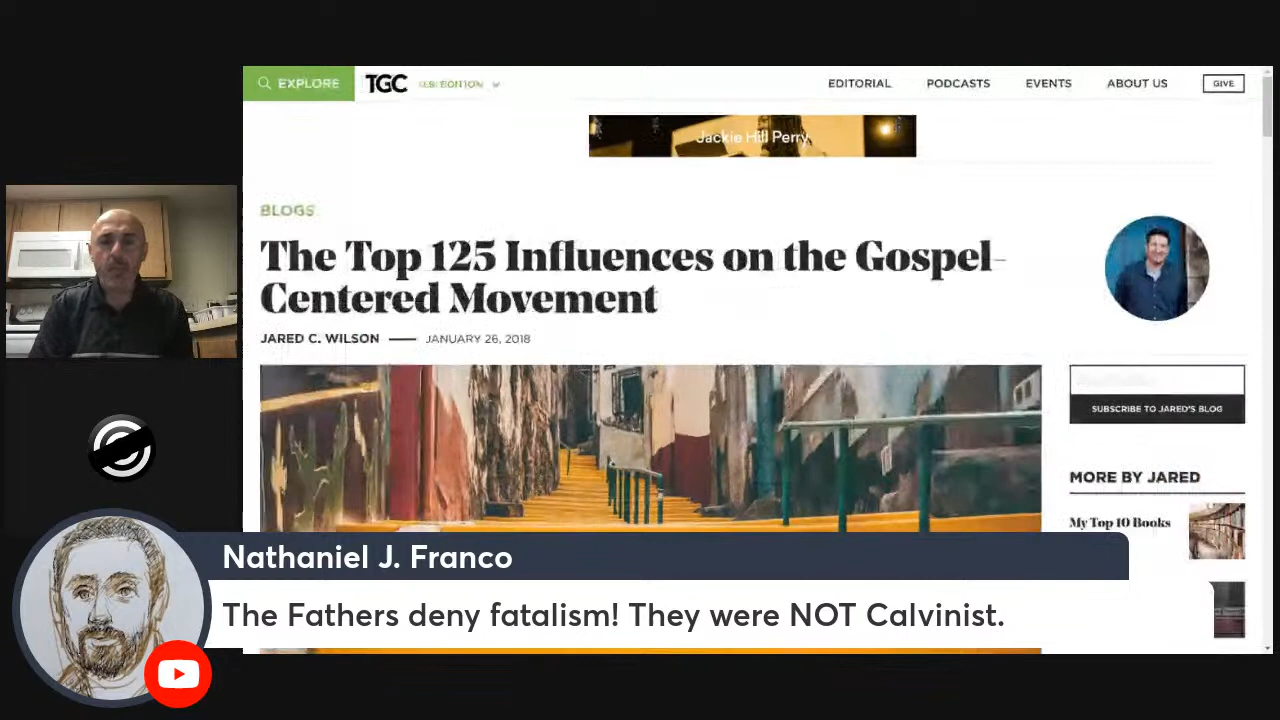 EXPLORE
TGC
EDITORIAL
PODCASTS
EVENTS
ABOUT US
GIVE
Jackie Hill Perry
BLOGS
The Top 125 Influences on the Gospel-
Centered Movement
JARED C. WILSON — JANUARY 26, 2018
SUBSCRIBE TO JARED'S BLOG
MORE BY JARED
My Top 10 Books
Nathaniel J. Franco
The Fathers deny fatalism! They were NOT Calvinist.